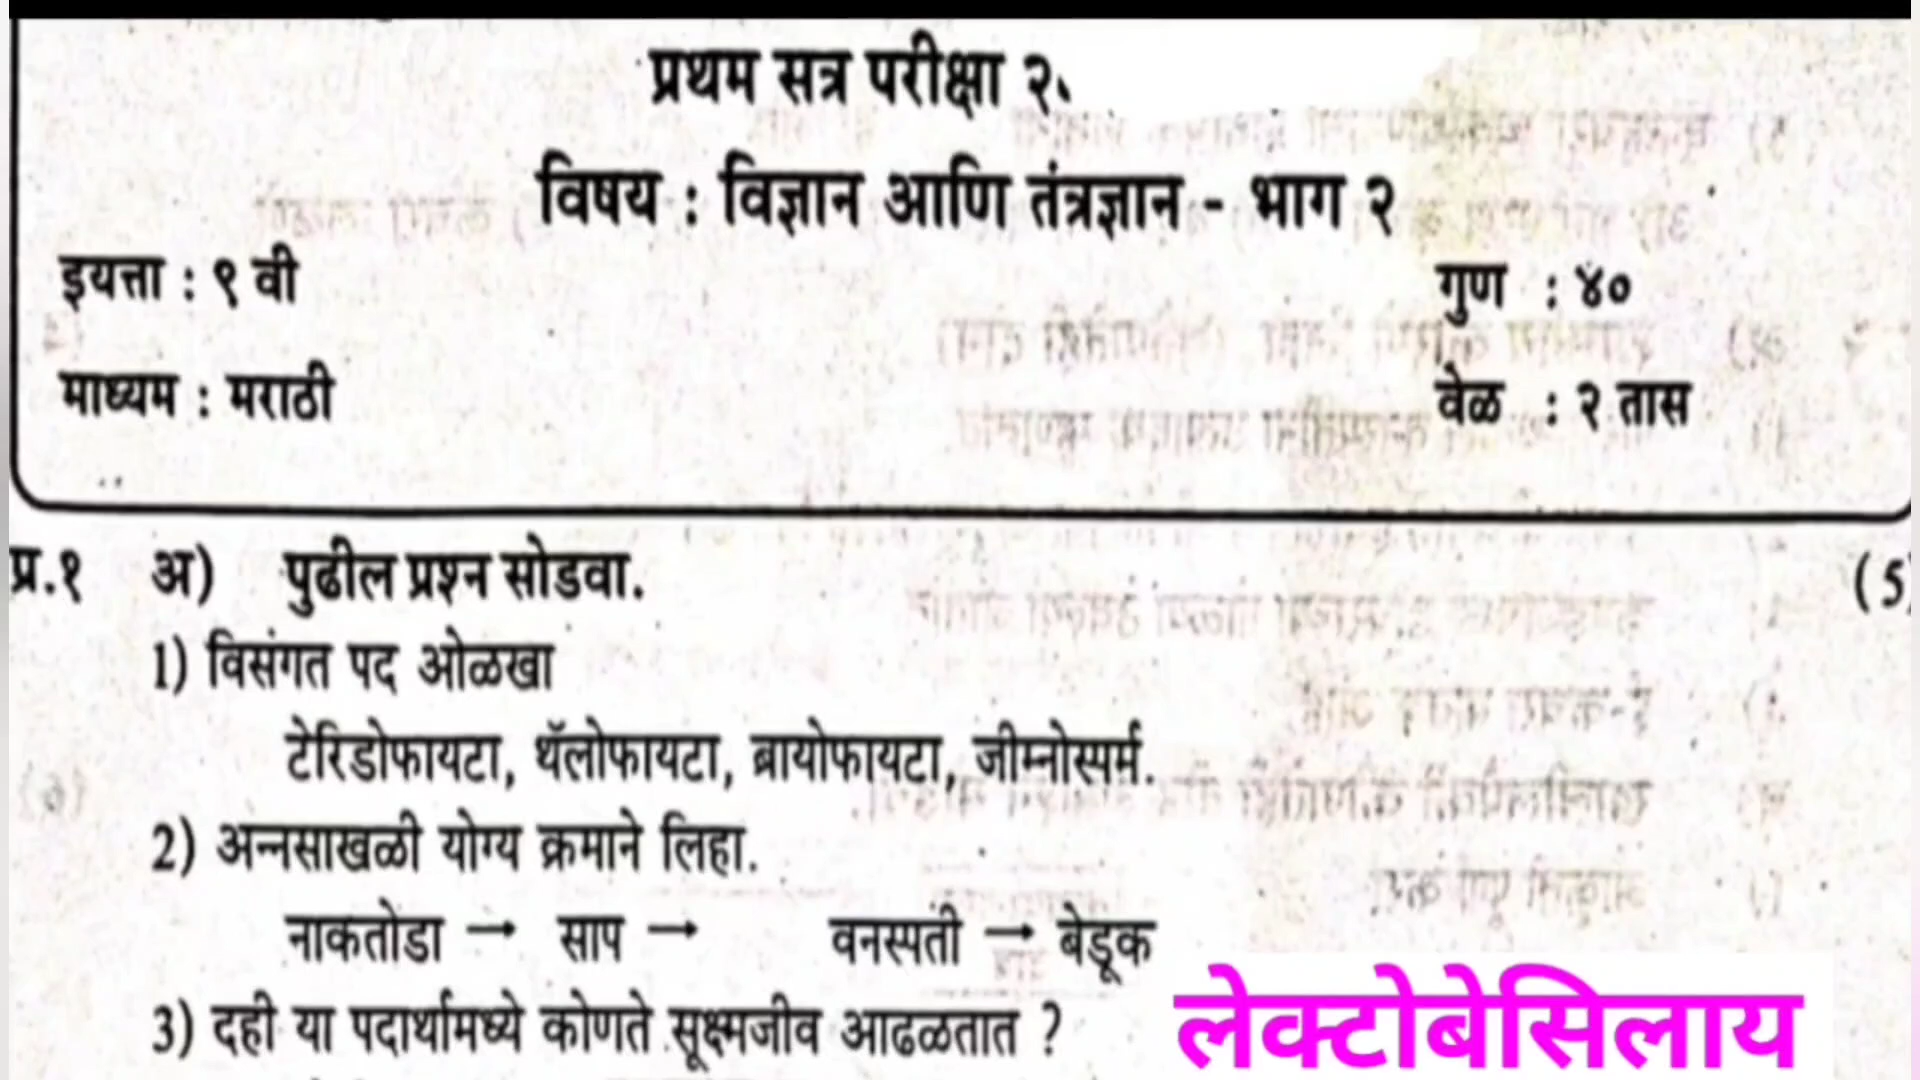 प्रथम सत्र परीक्षा २
विषय : विज्ञान आणि तंत्रज्ञान - भाग २
इयत्ता : ९ वी
गुण : ४०
माध्यम : मराठी
वेळ : २ तास
प्र.१ अ) पुढील प्रश्न सोडवा. (5)
1) विसंगत पद ओळखा
टेरिडोफायटा, थॅलोफायटा, ब्रायोफायटा, जीम्नोस्पर्म.
2) अन्नसाखळी योग्य क्रमाने लिहा.
नाकतोडा → साप → वनस्पती → बेडूक
3) दही या पदार्थामध्ये कोणते सूक्ष्मजीव आढळतात ?
लेक्टोबेसिलाय